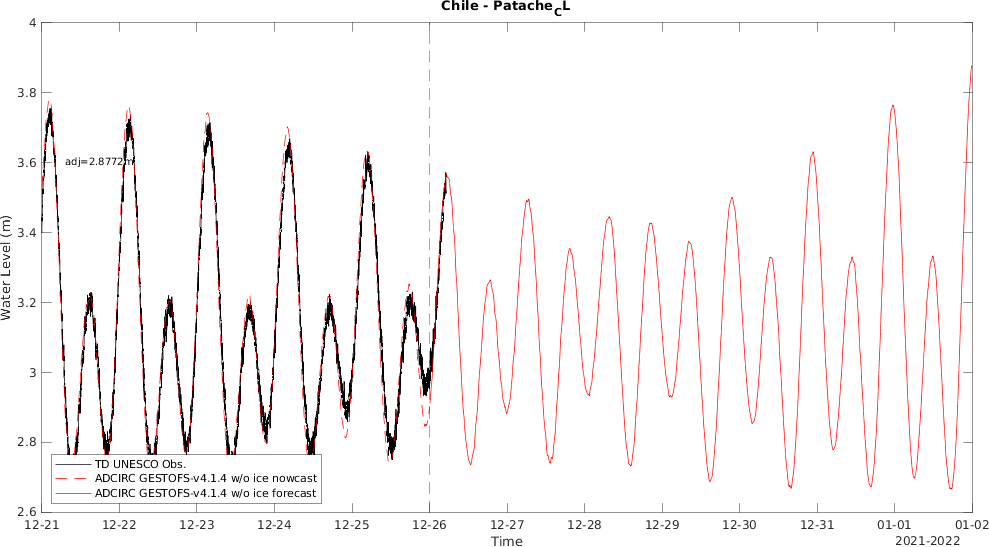 Chile - Patache_CL
4
3.8
3.6
3.4
3.2
3
2.8
2.6
Water Level (m)
adj=2.8772m
TD UNESCO Obs.
ADCIRC GESTOFS-v4.1.4 w/o ice nowcast
ADCIRC GESTOFS-v4.1.4 w/o ice forecast
12-21 12-22 12-23 12-24 12-25 12-26 12-27 12-28 12-29 12-30 12-31 01-01 01-02
Time
2021-2022